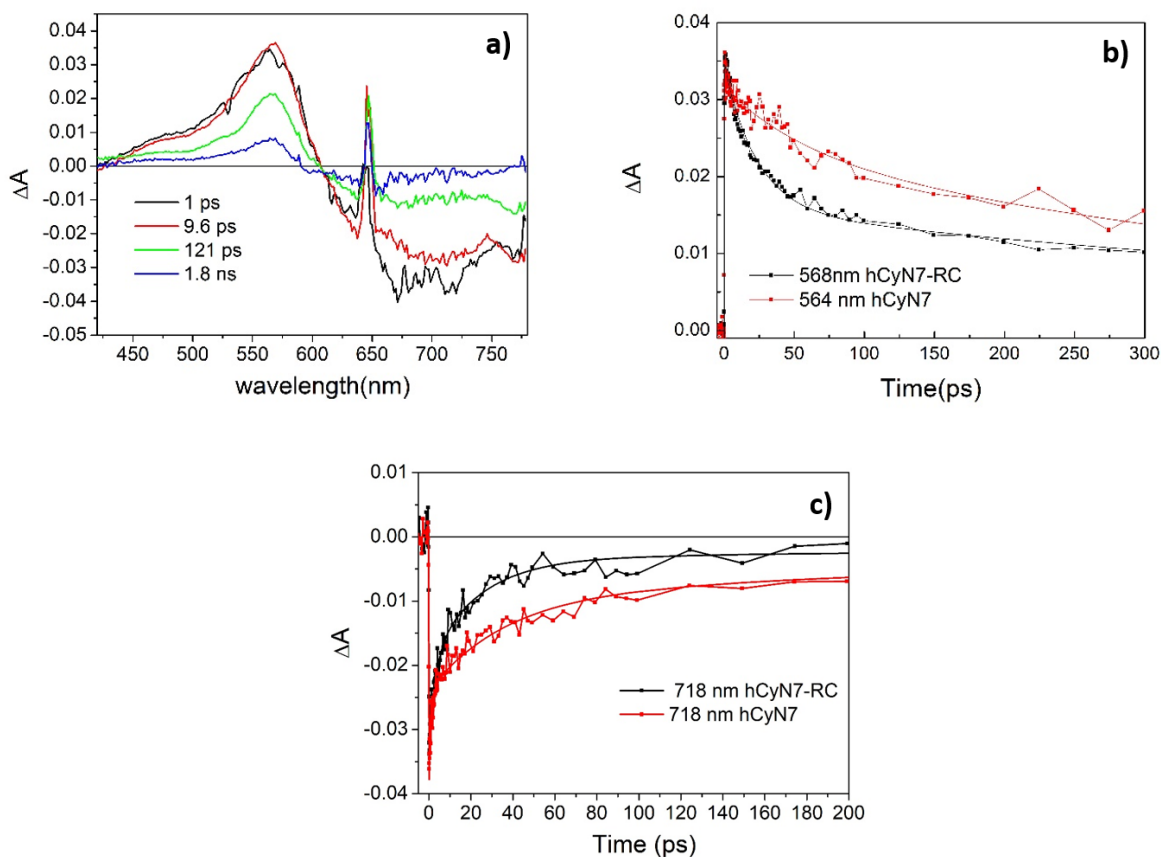 a)
0.04
0.03
0.02
0.01
0.00
-0.01
-0.02
-0.03
-0.04
-0.05
ΔA
1 ps
9.6 ps
121 ps
1.8 ns
450 500 550 600 650 700 750
wavelength(nm)
b)
0.04
0.03
0.02
0.01
0.00
ΔA
568nm hCyN7-RC
564 nm hCyN7
0 50 100 150 200 250 300
Time(ps)
c)
0.01
0.00
-0.01
-0.02
-0.03
-0.04
ΔA
718 nm hCyN7-RC
718 nm hCyN7
0 20 40 60 80 100 120 140 160 180 200
Time (ps)